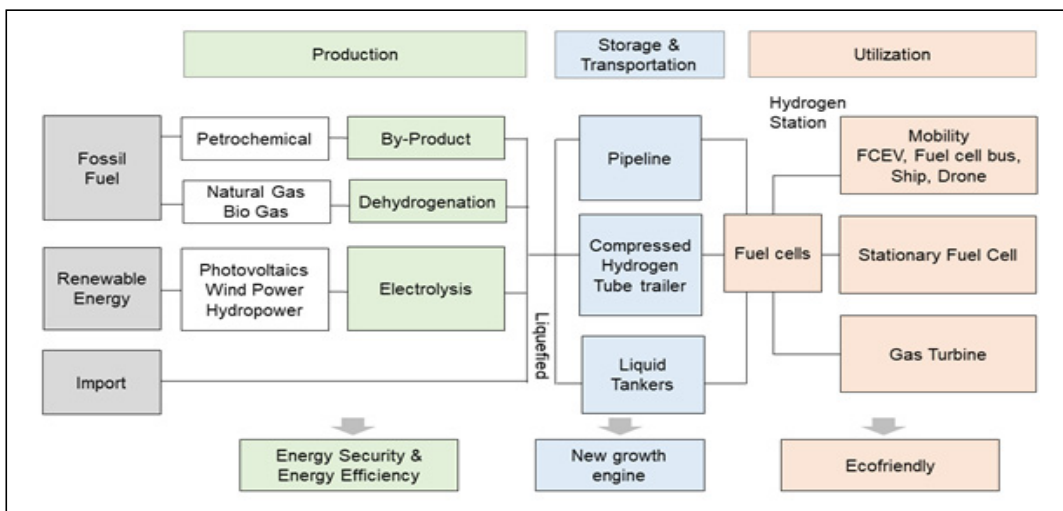 Production
Storage &
Transportation
Utilization
Hydrogen
Station
Fossil
Fuel
Petrochemical
By-Product
Natural Gas
Bio Gas
Dehydrogenation
Renewable
Energy
Photovoltaics
Wind Power
Hydropower
Electrolysis
Import
Liquefied
Pipeline
Compressed
Hydrogen
Tube trailer
Liquid
Tankers
Fuel cells
Mobility
FCEV, Fuel cell bus,
Ship, Drone
Stationary Fuel Cell
Gas Turbine
Energy Security &
Energy Efficiency
New growth
engine
Ecofriendly